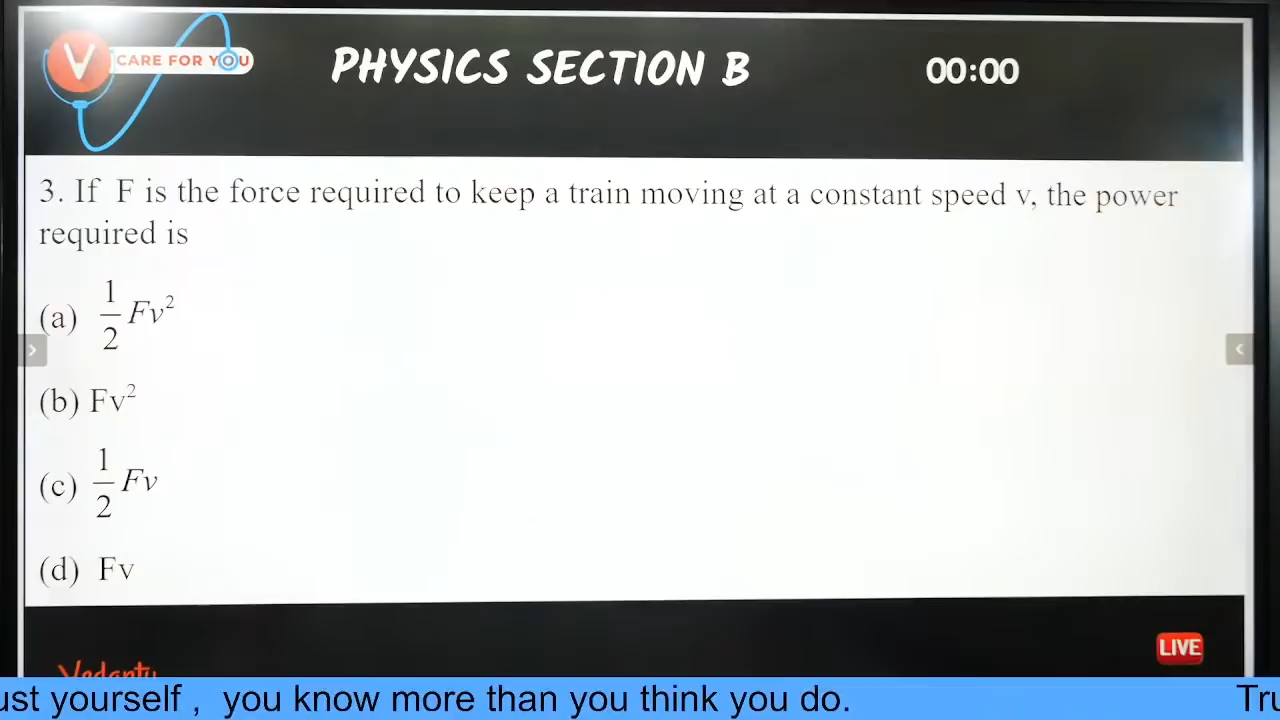 V CARE FOR YOU
PHYSICS SECTION B
00:00
3. If F is the force required to keep a train moving at a constant speed v, the power
required is
(a) 1/2 Fv²
(b) Fv²
(c) 1/2 Fv
(d) Fv
LIVE
yourself , you know more than you think you do.